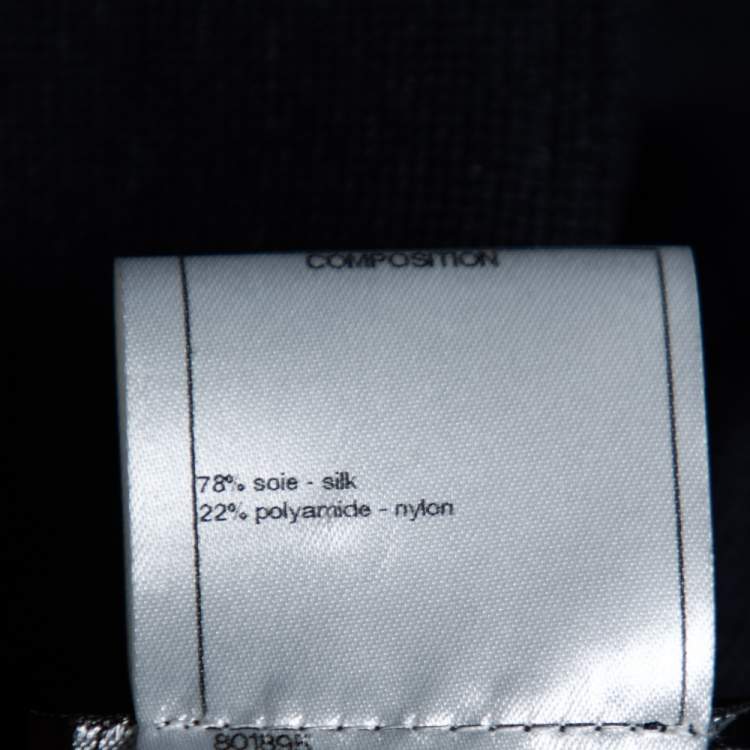 COMPOSITION
78% soie - silk
22% polyamide - nylon